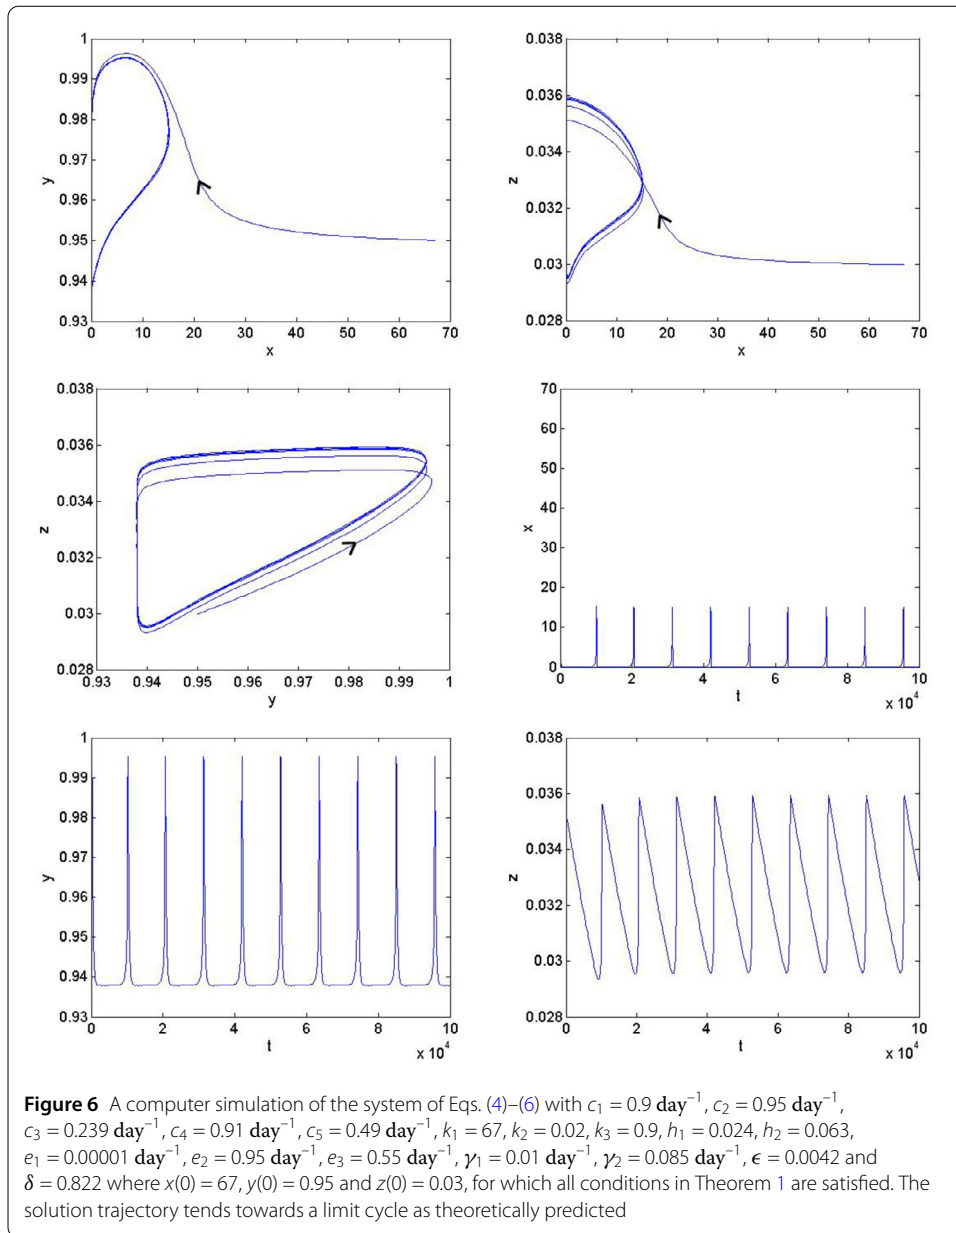 1
0.99
0.98
0.97
y
0.96
0.95
0.94
0.93
0 10 20 30 40 50 60 70
x
0.038
0.036
0.034
z
0.032
0.03
0.028
0 10 20 30 40 50 60 70
x
0.038
0.036
0.034
z
0.032
0.03
0.028
0.93 0.94 0.95 0.96 0.97 0.98 0.99 1
y
70
60
50
x 40
30
20
10
0
0 2 4 6 8 10
t
x 10⁴
1
0.99
0.98
0.97
y
0.96
0.95
0.94
0.93
0 2 4 6 8 10
t
x 10⁴
0.038
0.036
0.034
z
0.032
0.03
0.028
0 2 4 6 8 10
t
x 10⁴
Figure 6 A computer simulation of the system of Eqs. (4)–(6) with c₁ = 0.9 day⁻¹, c₂ = 0.95 day⁻¹,
c₃ = 0.239 day⁻¹, c₄ = 0.91 day⁻¹, c₅ = 0.49 day⁻¹, k₁ = 67, k₂ = 0.02, k₃ = 0.9, h₁ = 0.024, h₂ = 0.063,
e₁ = 0.00001 day⁻¹, e₂ = 0.95 day⁻¹, e₃ = 0.55 day⁻¹, γ₁ = 0.01 day⁻¹, γ₂ = 0.085 day⁻¹, ϵ = 0.0042 and
δ = 0.822 where x(0) = 67, y(0) = 0.95 and z(0) = 0.03, for which all conditions in Theorem 1 are satisfied. The
solution trajectory tends towards a limit cycle as theoretically predicted